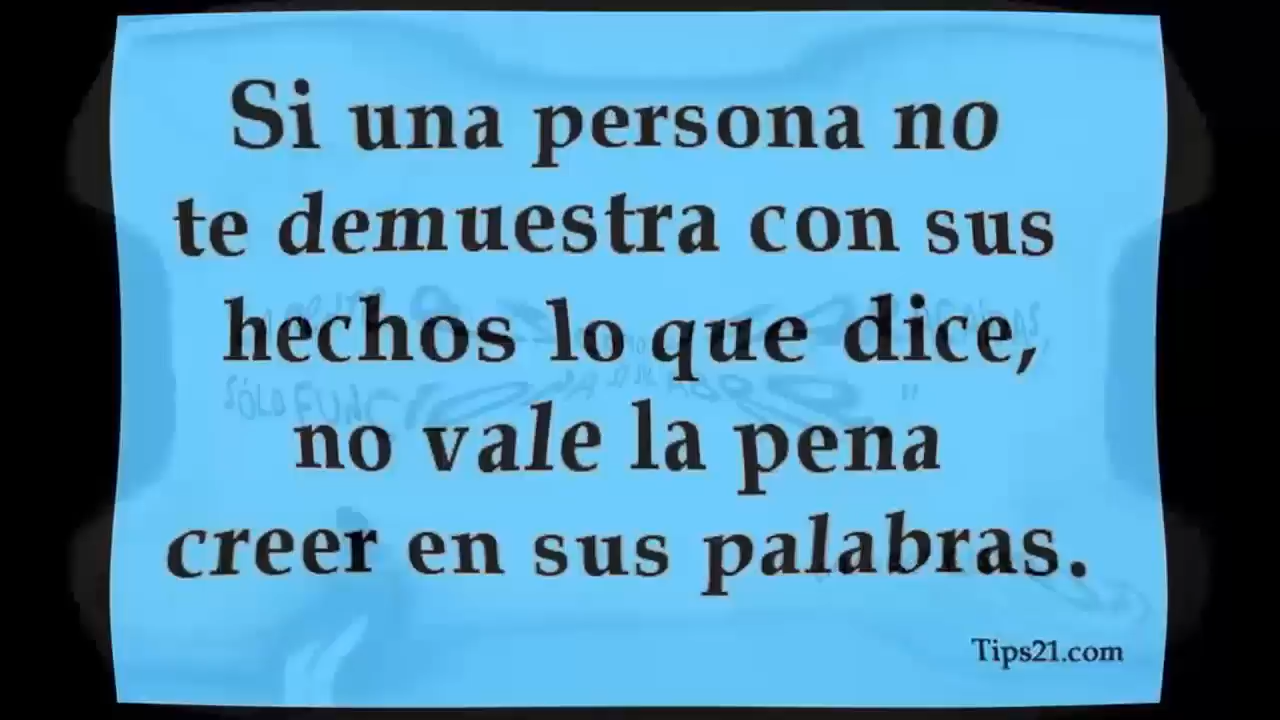 Si una persona no
te demuestra con sus
hechos lo que dice,
no vale la pena
creer en sus palabras.
Tips21.com